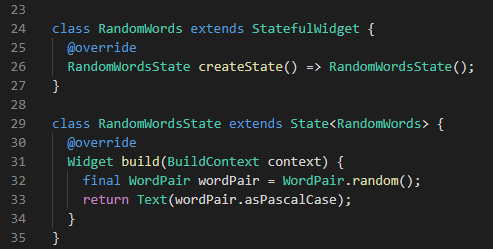 23
24 class RandomWords extends StatefulWidget {
25   @override
26   RandomWordsState createState() => RandomWordsState();
27 }
28
29 class RandomWordsState extends State<RandomWords> {
30   @override
31   Widget build(BuildContext context) {
32     final WordPair wordPair = WordPair.random();
33     return Text(wordPair.asPascalCase);
34   }
35 }